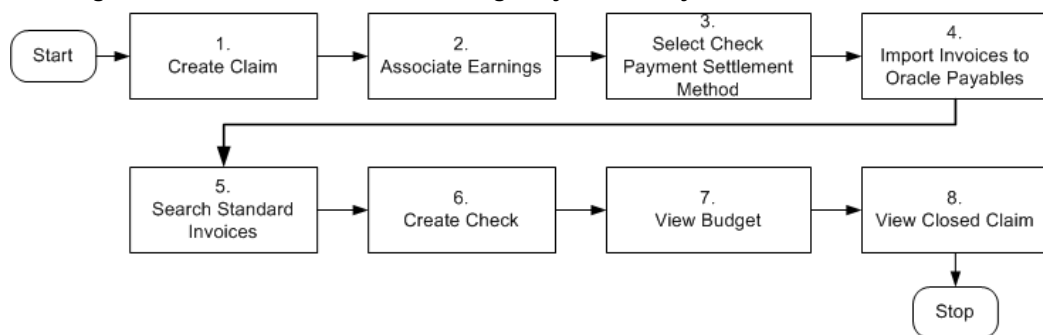 Start
1.
Create Claim
2.
Associate Earnings
3.
Select Check
Payment Settlement
Method
4.
Import Invoices to
Oracle Payables
5.
Search Standard
Invoices
6.
Create Check
7.
View Budget
8.
View Closed Claim
Stop